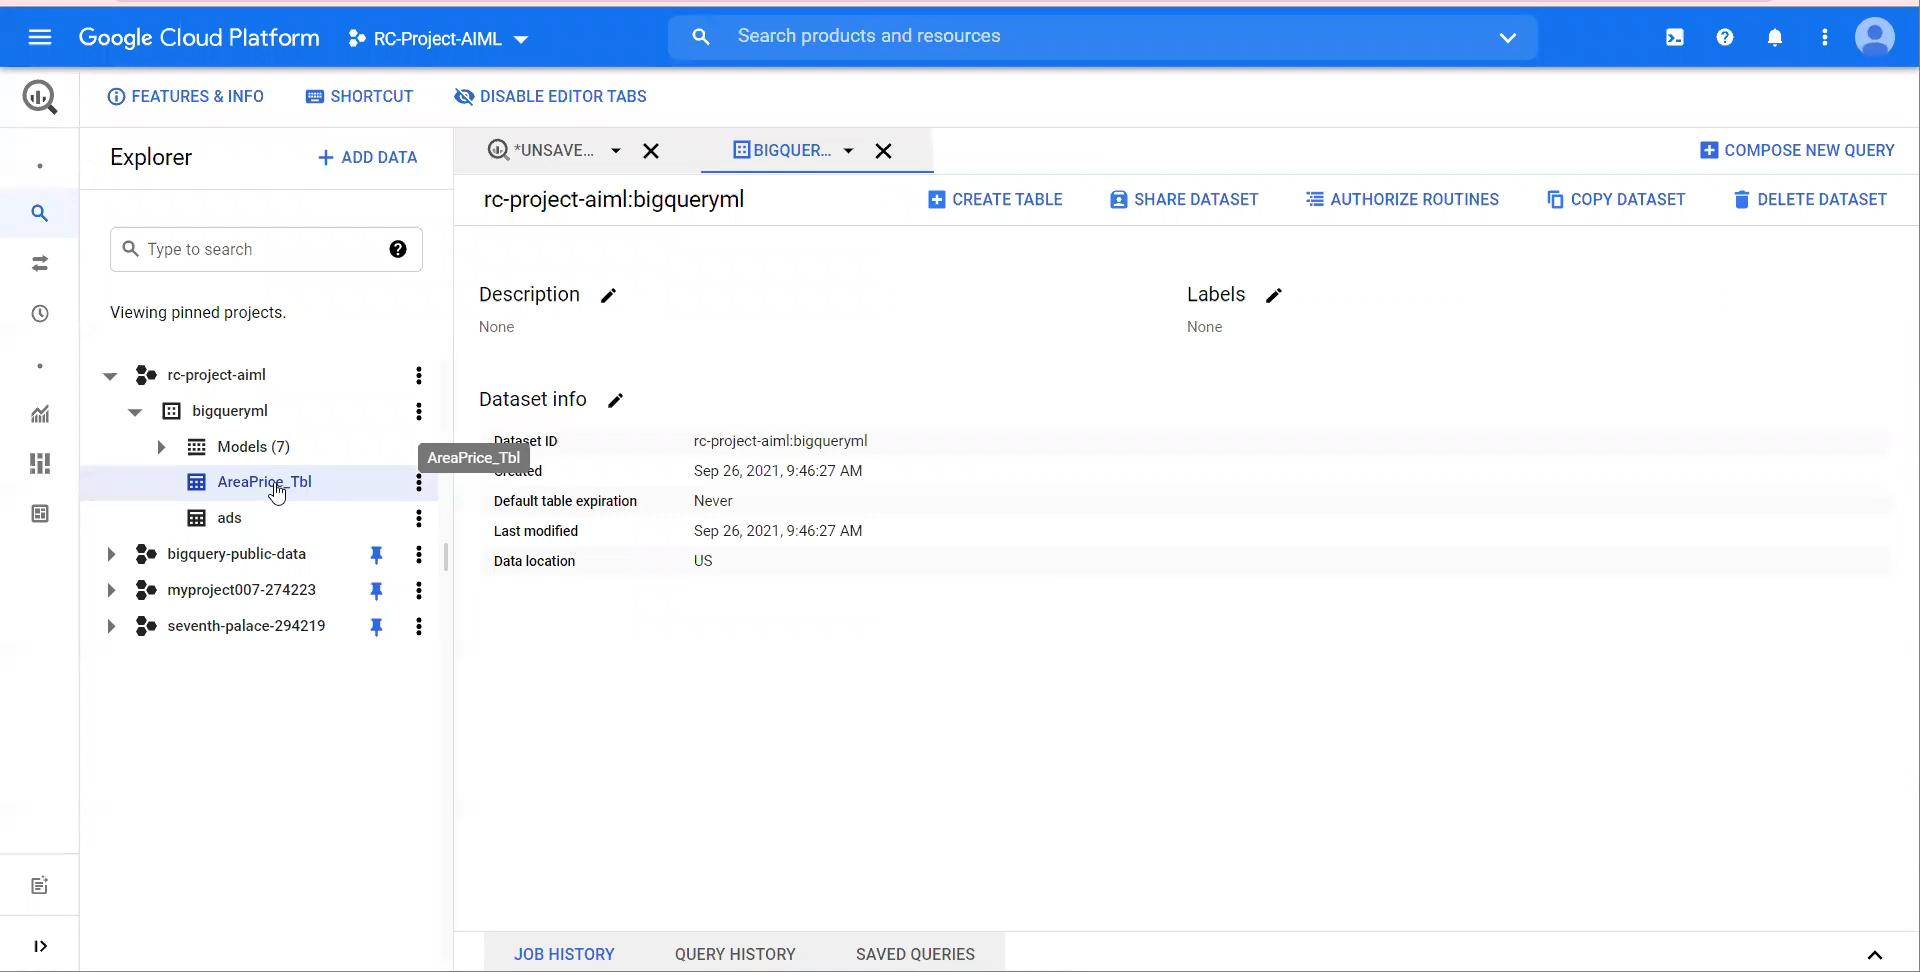 Google Cloud Platform RC-Project-AIML Search products and resources
FEATURES & INFO SHORTCUT DISABLE EDITOR TABS
Explorer + ADD DATA
*UNSAVE... BIGQUER... COMPOSE NEW QUERY
rc-project-aiml:bigqueryml CREATE TABLE SHARE DATASET AUTHORIZE ROUTINES COPY DATASET DELETE DATASET
Type to search
Viewing pinned projects.
rc-project-aiml
bigqueryml
Models (7)
AreaPrice_Tbl
ads
bigquery-public-data
myproject007-274223
seventh-palace-294219
AreaPrice_Tbl
Description
None
Labels
None
Dataset info
Dataset ID rc-project-aiml:bigqueryml
Sep 26, 2021, 9:46:27 AM
Default table expiration Never
Last modified Sep 26, 2021, 9:46:27 AM
Data location US
JOB HISTORY QUERY HISTORY SAVED QUERIES